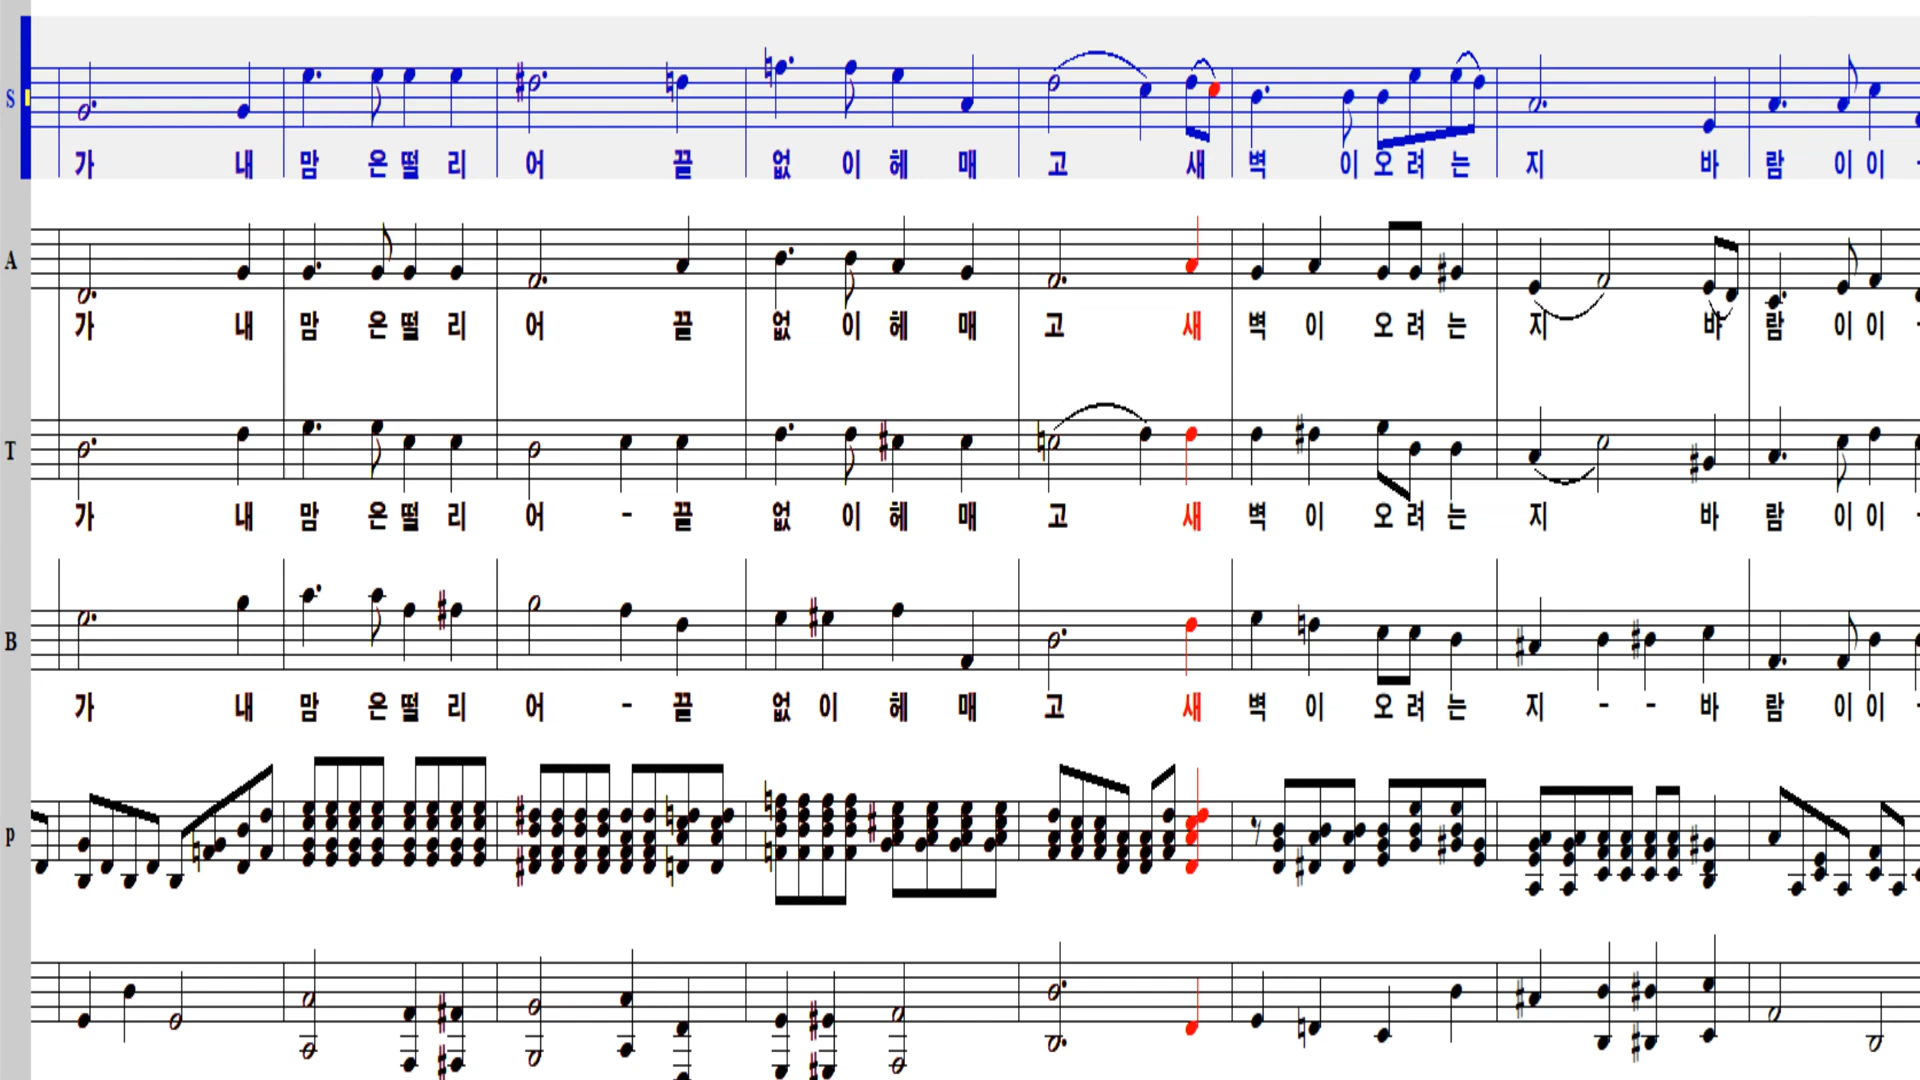 S
가 내 맘 온 떨 리 어 끌 없 이 헤 매 고 새 벽 이 오 려 는 지 바 람 이 이 -
A
가 내 맘 온 떨 리 어 끌 없 이 헤 매 고 새 벽 이 오 려 는 지 바 람 이 이 -
T
가 내 맘 온 떨 리 어 - 끌 없 이 헤 매 고 새 벽 이 오 려 는 지 바 람 이 이 -
B
가 내 맘 온 떨 리 어 - 끌 없 이 헤 매 고 새 벽 이 오 려 는 지 - - 바 람 이 이 -
p